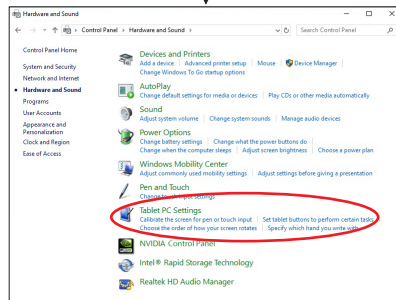 Hardware and Sound
Control Panel › Hardware and Sound ›
Search Control Panel
Control Panel Home
System and Security
Network and Internet
Hardware and Sound
Programs
User Accounts
Appearance and
Personalization
Clock and Region
Ease of Access
Devices and Printers
Add a device | Advanced printer setup | Mouse | Device Manager |
Change Windows To Go startup options
AutoPlay
Change default settings for media or devices | Play CDs or other media automatically
Sound
Adjust system volume | Change system sounds | Manage audio devices
Power Options
Change battery settings | Change what the power buttons do |
Change when the computer sleeps | Adjust screen brightness | Choose a power plan
Windows Mobility Center
Adjust commonly used mobility settings | Adjust settings before giving a presentation
Pen and Touch
Change touch input settings
Tablet PC Settings
Calibrate the screen for pen or touch input | Set tablet buttons to perform certain tasks
Choose the order of how your screen rotates | Specify which hand you write with
NVIDIA Control Panel
Intel® Rapid Storage Technology
Realtek HD Audio Manager